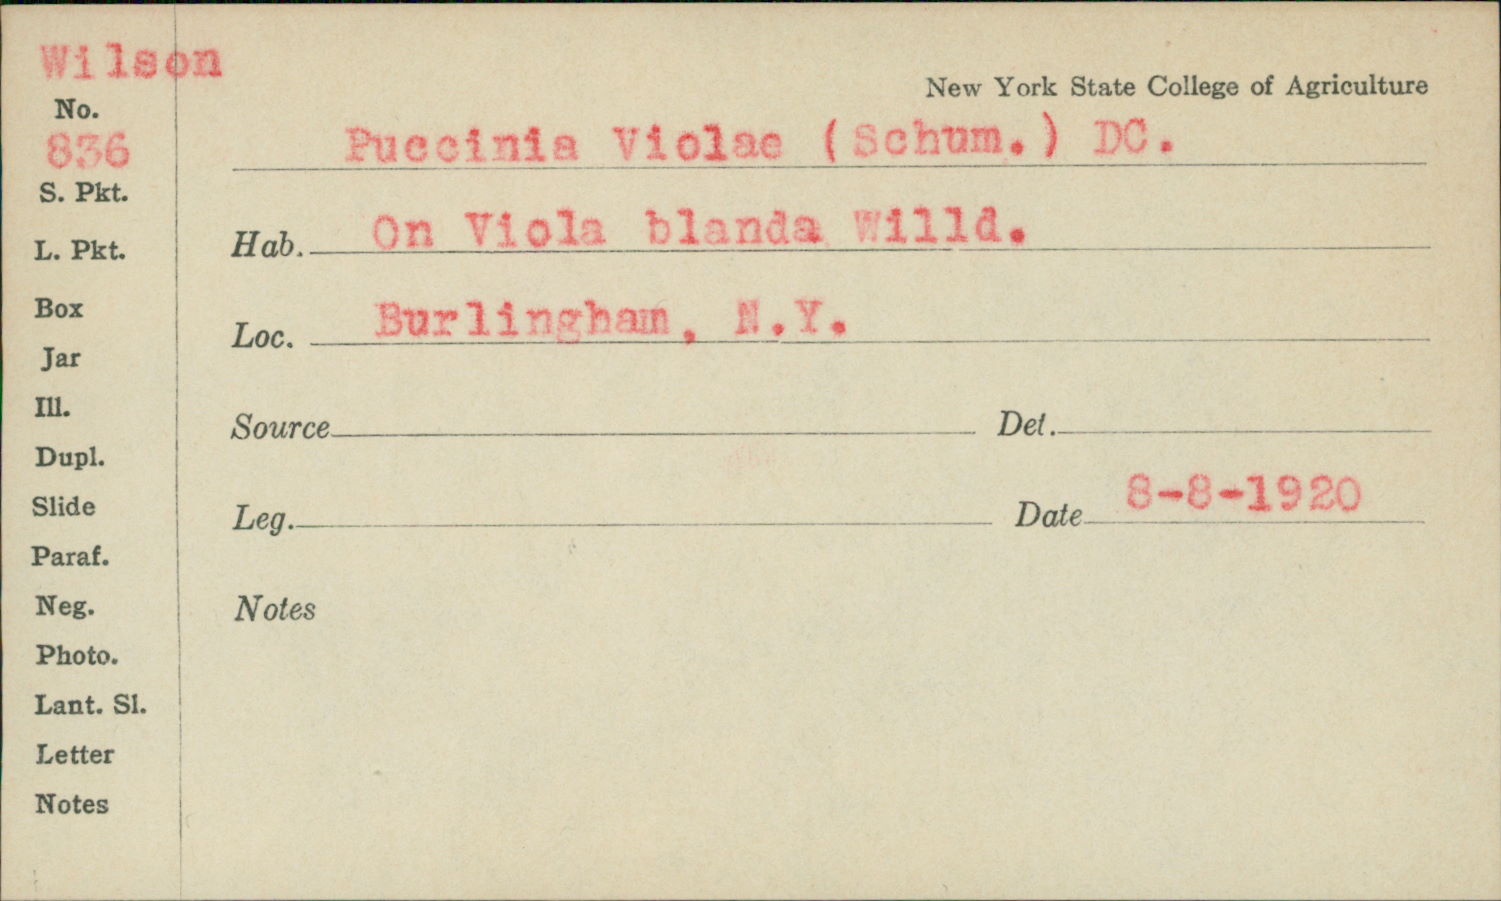 Wilson
New York State College of Agriculture
No.
836
Puccinia Violae (Schum.) DC.
S. Pkt.
Hab. On Viola blanda Willd.
L. Pkt.
Box
Loc. Burlingham, N.Y.
Jar
Ill.
Source Det.
Dupl.
Slide
Leg. Date 8-8-1920
Paraf.
Neg.
Notes
Photo.
Lant. Sl.
Letter
Notes